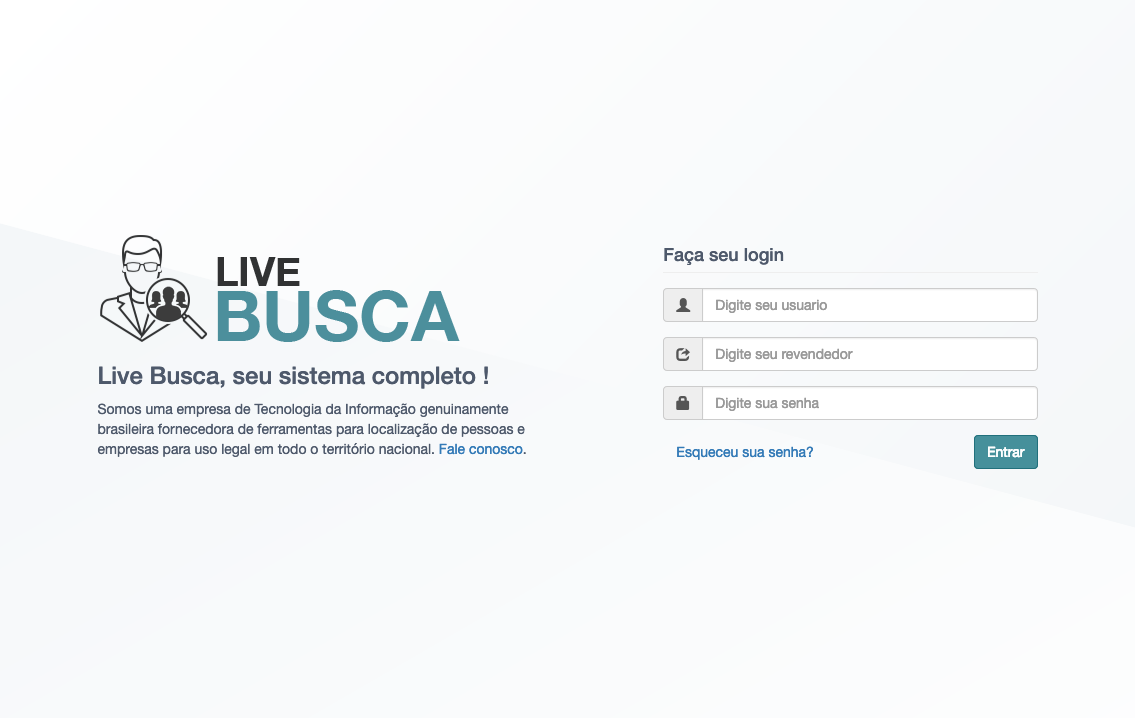 LIVE
BUSCA
Live Busca, seu sistema completo !
Somos uma empresa de Tecnologia da Informação genuinamente
brasileira fornecedora de ferramentas para localização de pessoas e
empresas para uso legal em todo o território nacional. Fale conosco.
Faça seu login
Digite seu usuario
Digite seu revendedor
Digite sua senha
Esqueceu sua senha?
Entrar